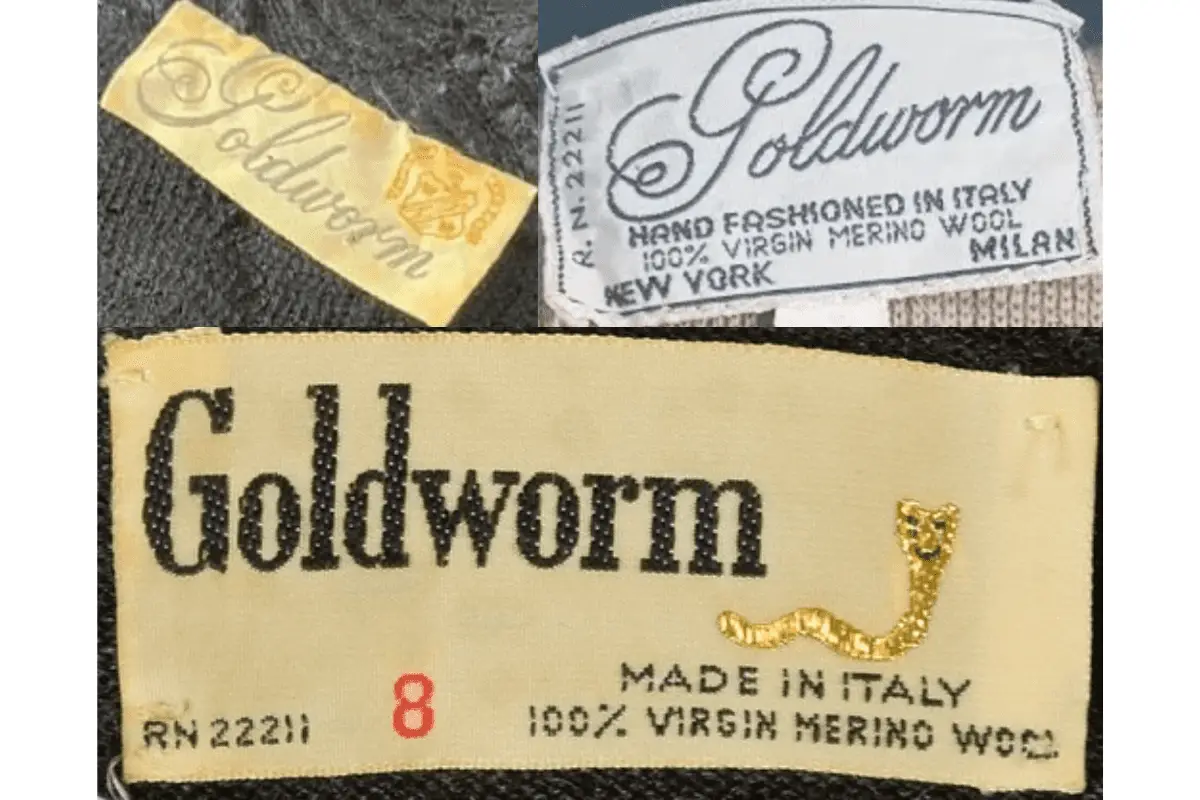 Goldworm
Goldworm
R. N. 22211
HAND FASHIONED IN ITALY
100% VIRGIN MERINO WOOL
NEW YORK
MILAN
Goldworm
MADE IN ITALY
RN 22211
8
100% VIRGIN MERINO WOOL